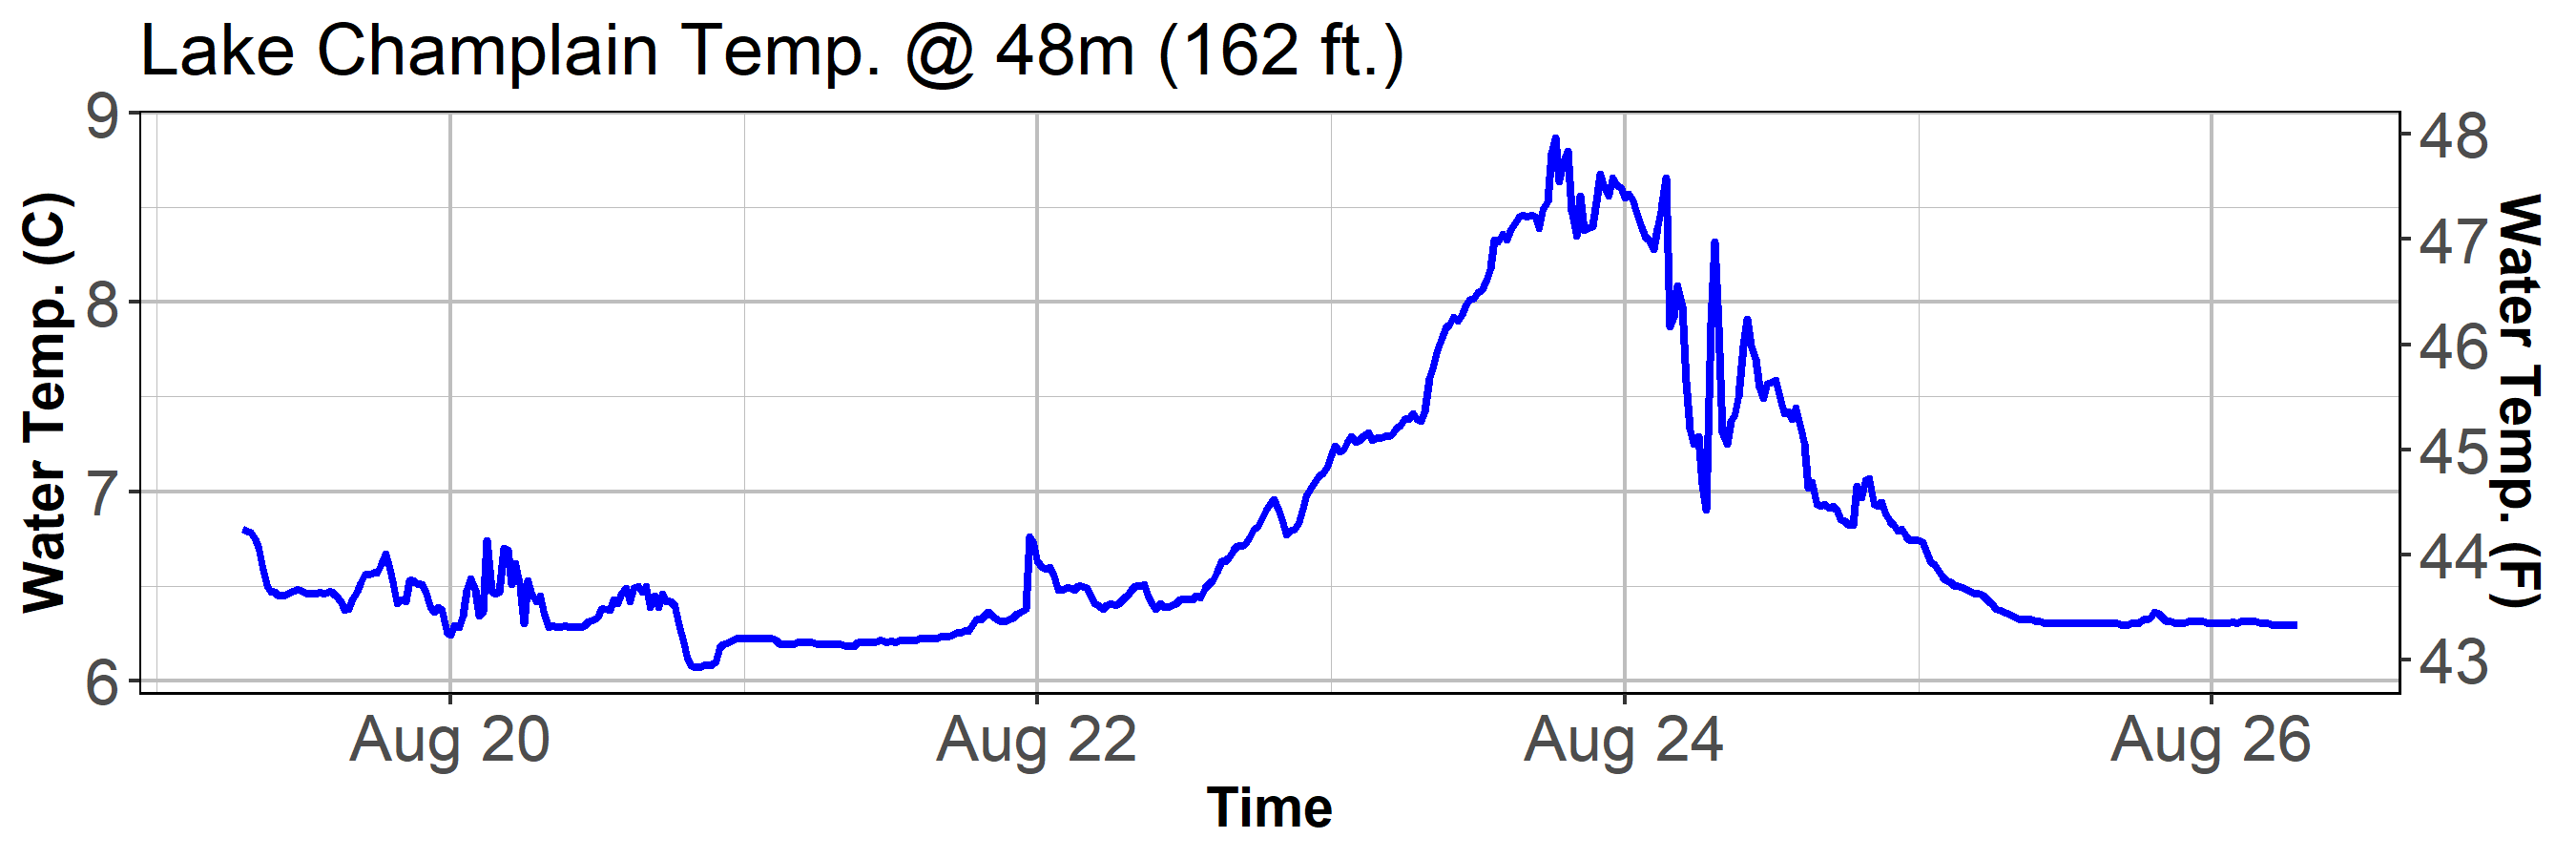 Lake Champlain Temp. @ 48m (162 ft.)
9
8
7
6
Water Temp. (C)
48
47
46
45
44
43
Water Temp. (F)
Aug 20
Aug 22
Aug 24
Aug 26
Time